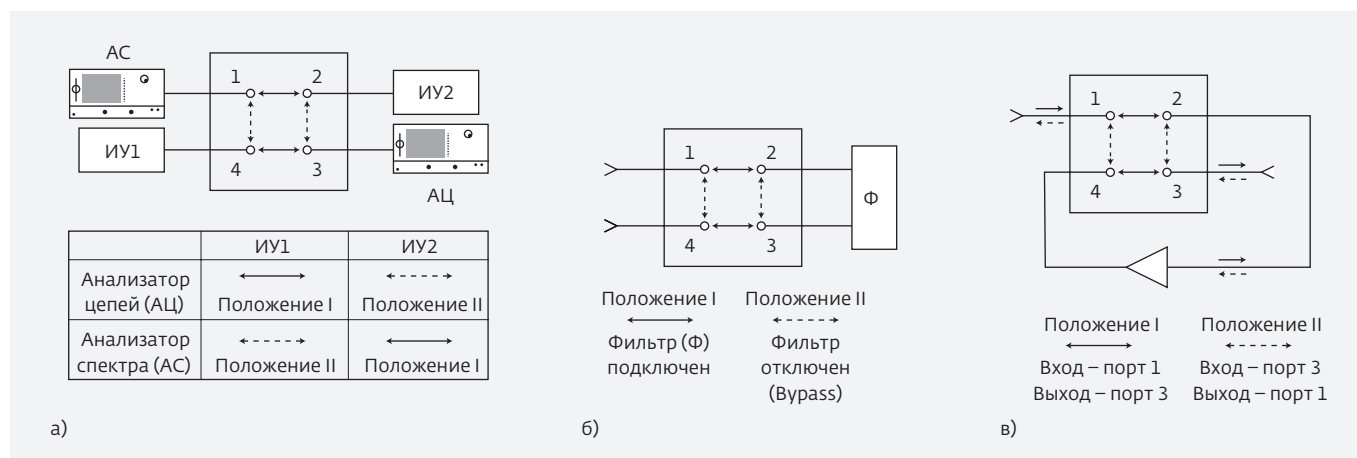 АС
1
2
ИУ2
ИУ1
4
3
АЦ
ИУ1
ИУ2
Анализатор
цепей (АЦ)
Положение I
Положение II
Анализатор
спектра (АС)
Положение II
Положение I
а)
1
2
4
3
Ф
Положение I
Фильтр (Ф)
подключен
Положение II
Фильтр
отключен
(Bypass)
б)
1
2
4
3
Положение I
Вход – порт 1
Выход – порт 3
Положение II
Вход – порт 3
Выход – порт 1
в)